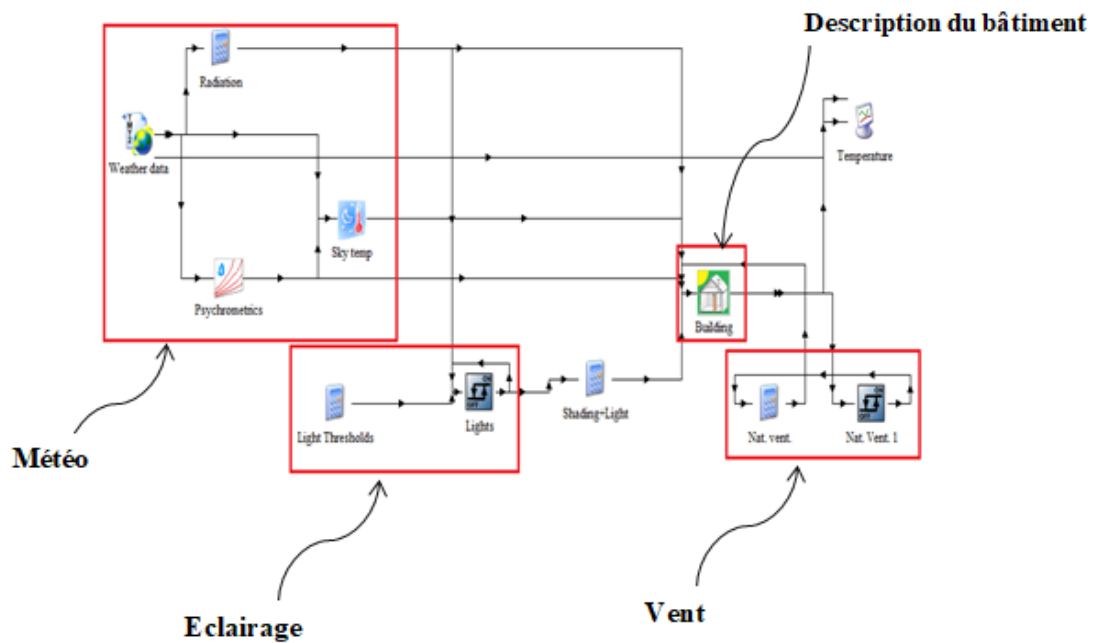 Description du bâtiment
Radiation
Weather data
Temperature
Sky temp
Psychrometrics
Building
Light Thresholds
Lights
Shading+Light
Nat. vent.
Nat. Vent. 1
Météo
Eclairage
Vent